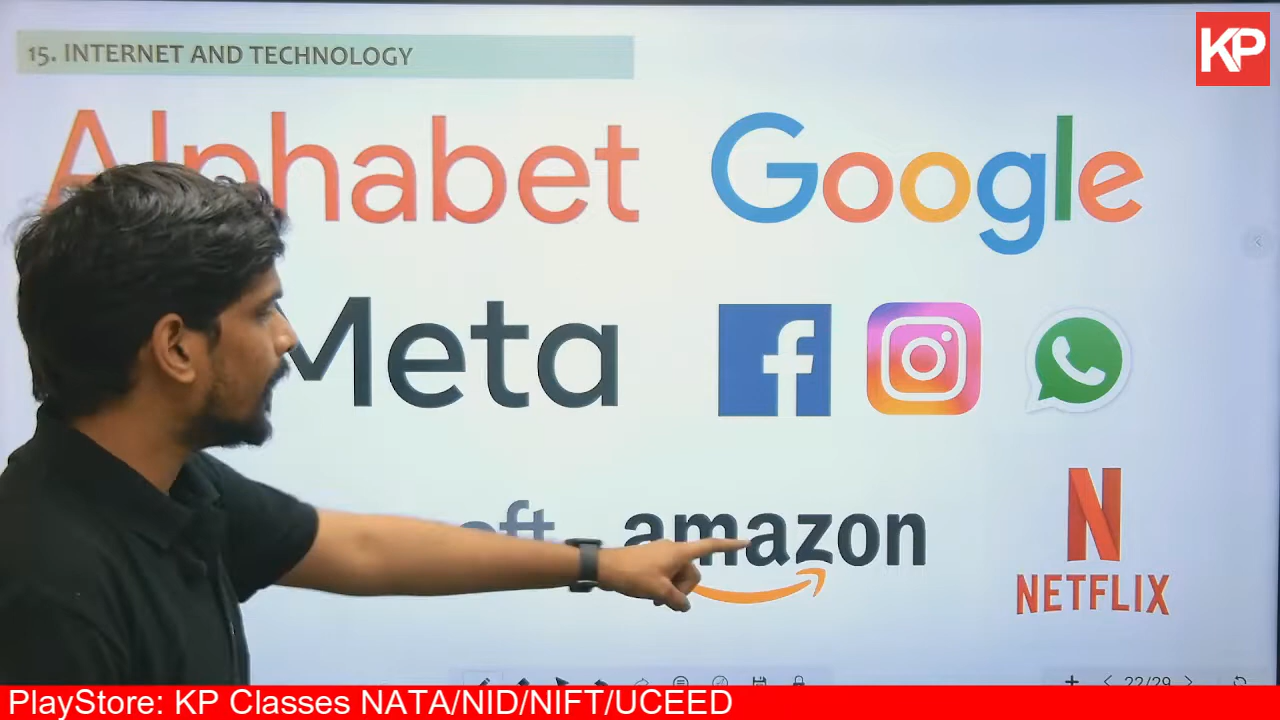 KP
15. INTERNET AND TECHNOLOGY
Alphabet Google
Meta
amazon
NETFLIX
22/29
PlayStore: KP Classes NATA/NID/NIFT/UCEED